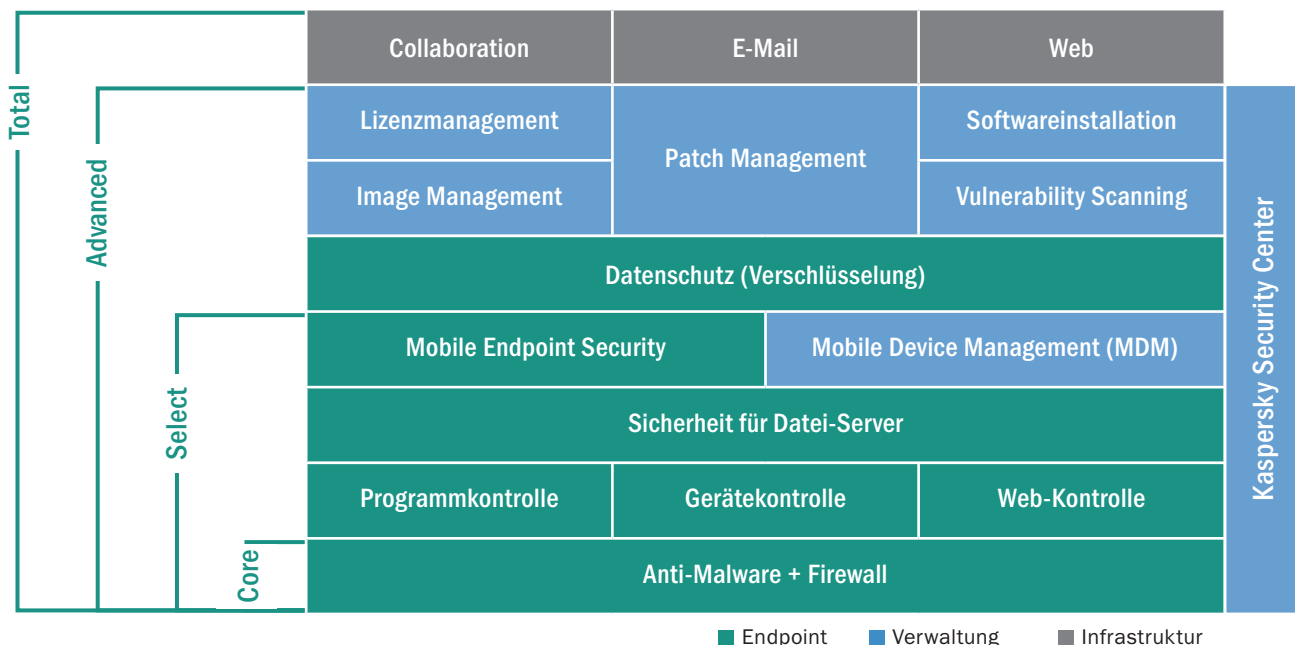 Collaboration
E-Mail
Web
Lizenzmanagement
Patch Management
Softwareinstallation
Image Management
Vulnerability Scanning
Datenschutz (Verschlüsselung)
Mobile Endpoint Security
Mobile Device Management (MDM)
Sicherheit für Datei-Server
Programmkontrolle
Gerätekontrolle
Web-Kontrolle
Anti-Malware + Firewall
Total
Advanced
Select
Core
Kaspersky Security Center
Endpoint
Verwaltung
Infrastruktur